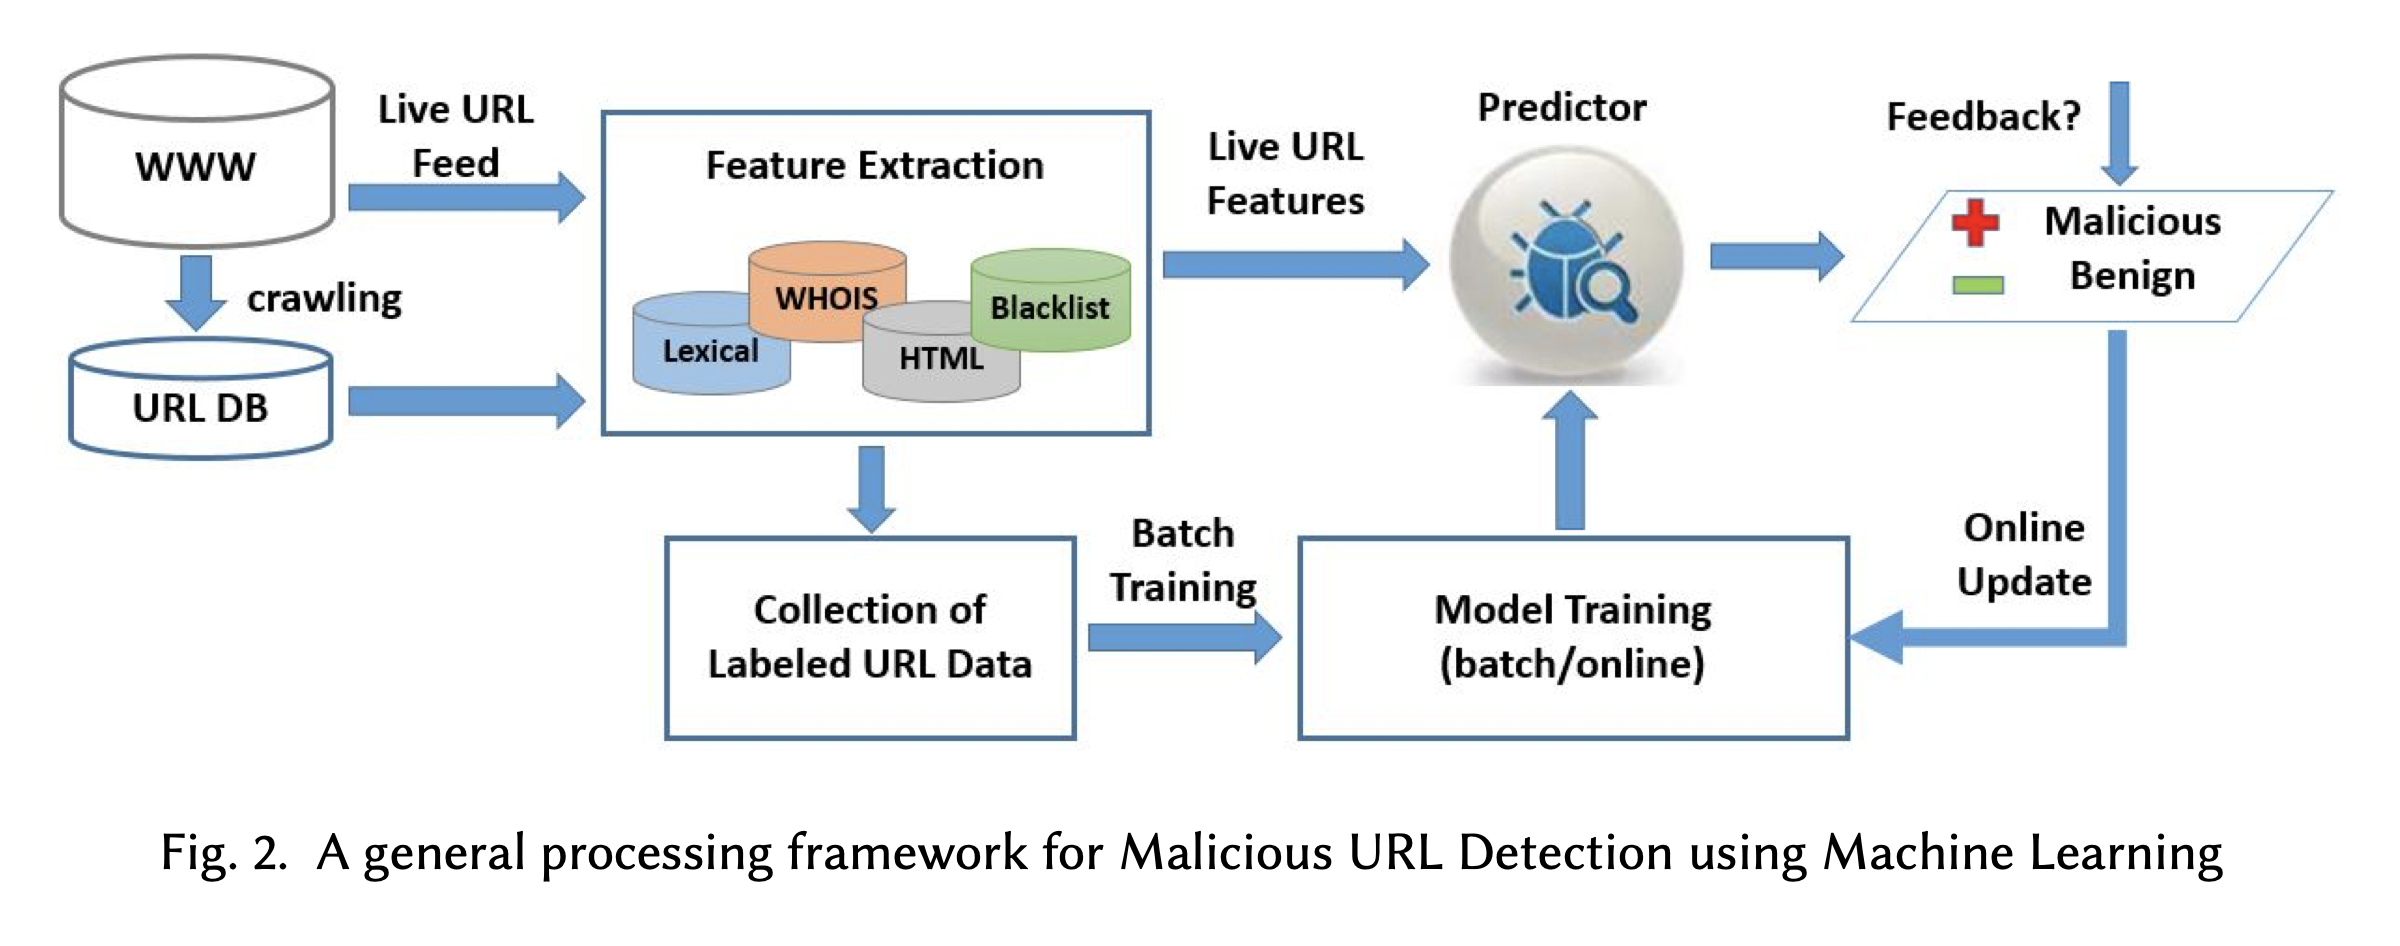 WWW
Live URL
Feed
crawling
URL DB
Feature Extraction
Lexical
WHOIS
HTML
Blacklist
Live URL
Features
Predictor
Feedback?
Malicious
Benign
Collection of
Labeled URL Data
Batch
Training
Model Training
(batch/online)
Online
Update
Fig. 2. A general processing framework for Malicious URL Detection using Machine Learning